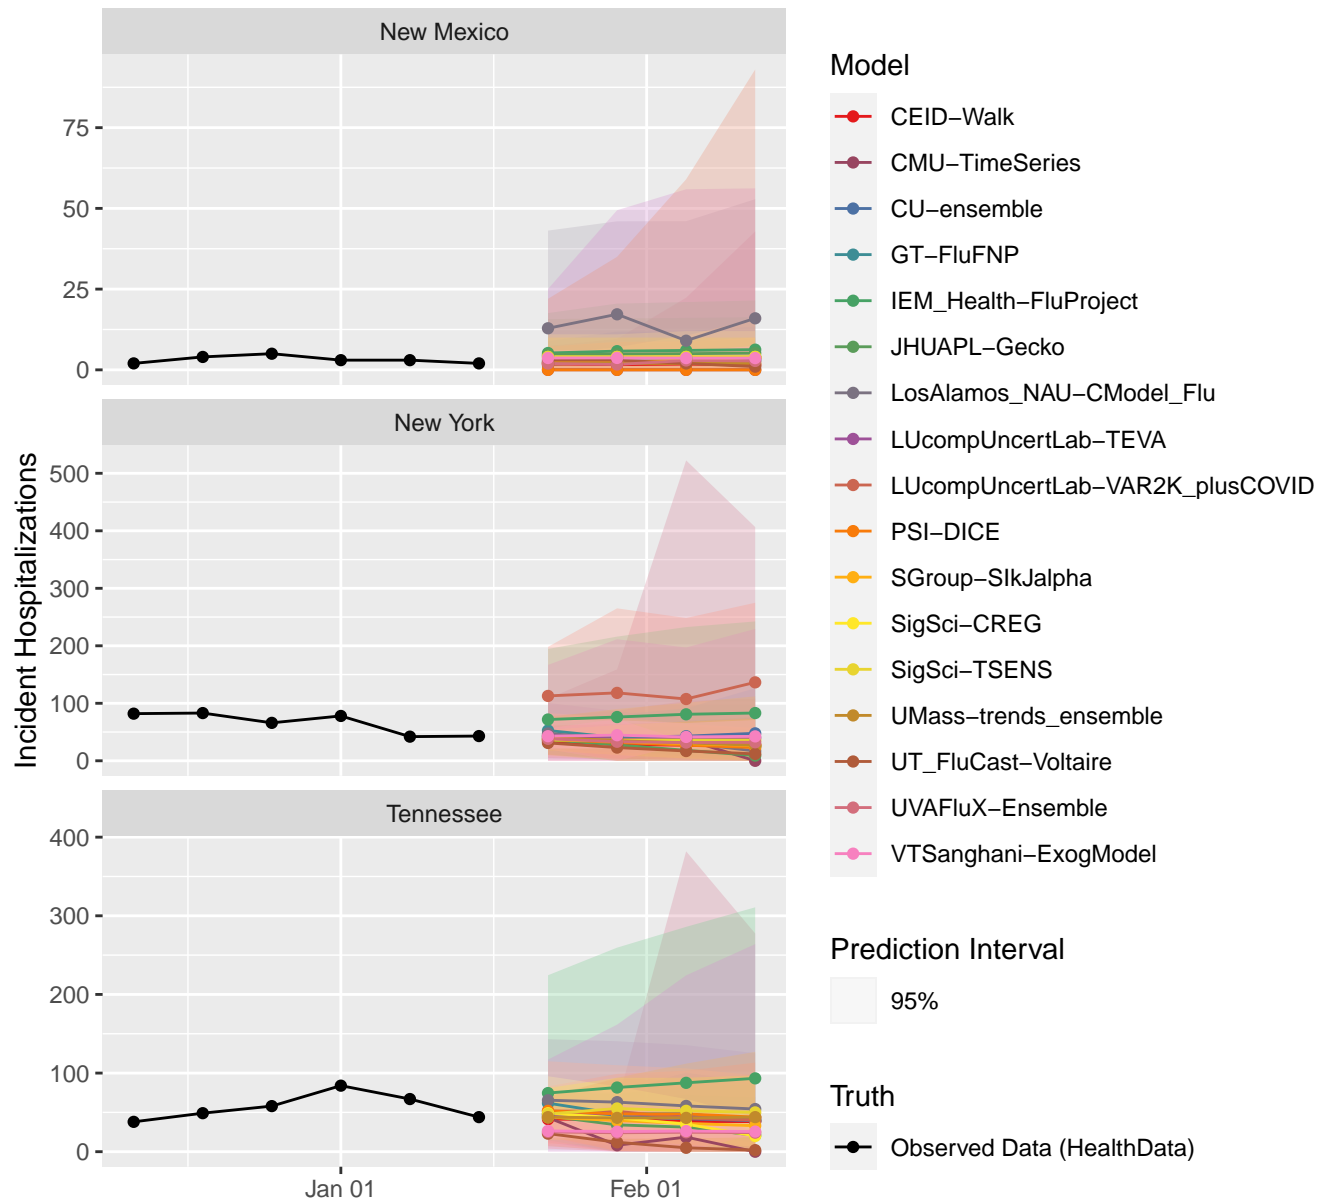 New Mexico
75
50
25
0
New York
500
400
300
200
100
0
Tennessee
400
300
200
100
0
Jan 01
Feb 01
Incident Hospitalizations
Model
CEID−Walk
CMU−TimeSeries
CU−ensemble
GT−FluFNP
IEM_Health−FluProject
JHUAPL−Gecko
LosAlamos_NAU−CModel_Flu
LUcompUncertLab−TEVA
LUcompUncertLab−VAR2K_plusCOVID
PSI−DICE
SGroup−SIkJalpha
SigSci−CREG
SigSci−TSENS
UMass−trends_ensemble
UT_FluCast−Voltaire
UVAFluX−Ensemble
VTSanghani−ExogModel
Prediction Interval
95%
Truth
Observed Data (HealthData)